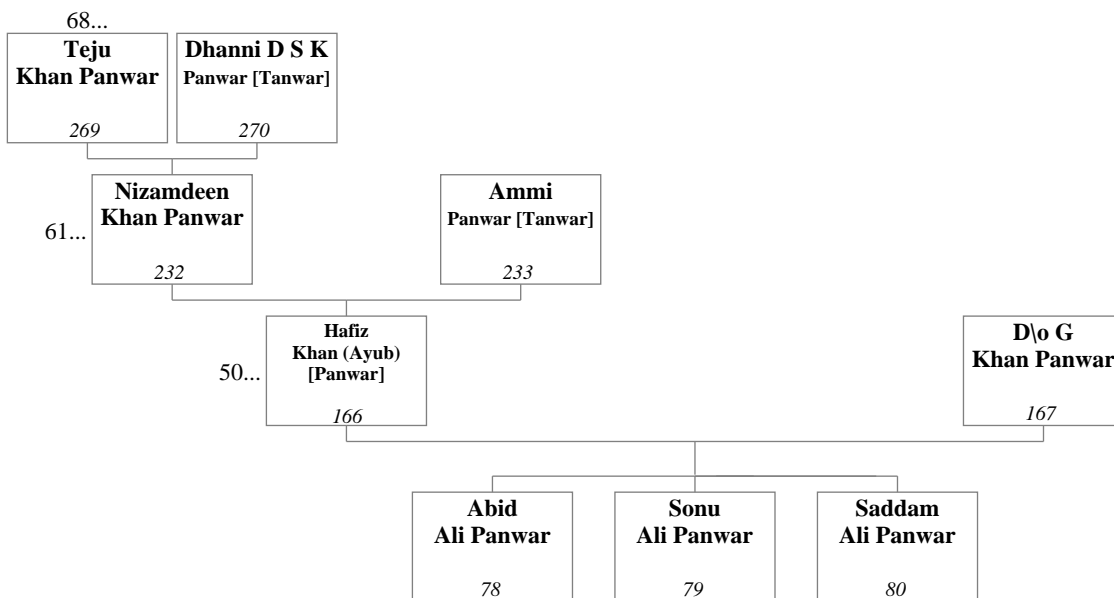 68...
Teju
Khan Panwar
269
Dhanni D S K
Panwar [Tanwar]
270
61...
Nizamdeen
Khan Panwar
232
Ammi
Panwar [Tanwar]
233
50...
Hafiz
Khan (Ayub)
[Panwar]
166
D\o G
Khan Panwar
167
Abid
Ali Panwar
78
Sonu
Ali Panwar
79
Saddam
Ali Panwar
80